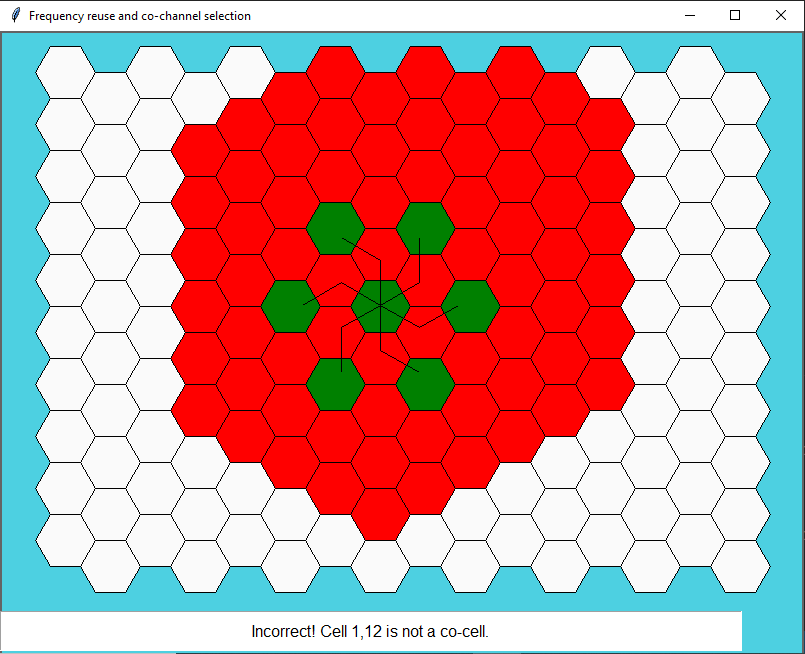 Frequency reuse and co-channel selection
Incorrect! Cell 1,12 is not a co-cell.